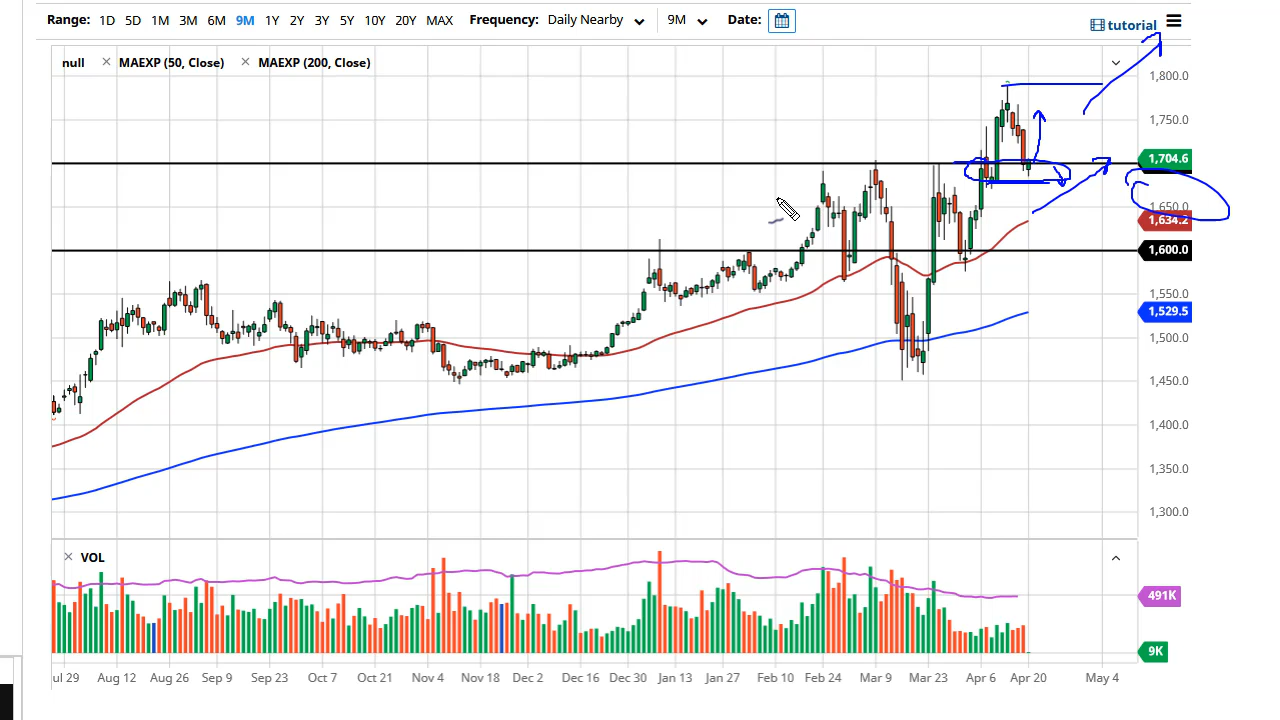 Range: 1D 5D 1M 3M 6M 9M 1Y 2Y 3Y 5Y 10Y 20Y MAX Frequency: Daily Nearby 9M Date:
tutorial
null × MAEXP (50, Close) × MAEXP (200, Close)
1,800.0
1,750.0
1,704.6
1,650.0
1,634.2
1,600.0
1,550.0
1,529.5
1,500.0
1,450.0
1,400.0
1,350.0
1,300.0
× VOL
491K
9K
ul 29 Aug 12 Aug 26 Sep 9 Sep 23 Oct 7 Oct 21 Nov 4 Nov 18 Dec 2 Dec 16 Dec 30 Jan 13 Jan 27 Feb 10 Feb 24 Mar 9 Mar 23 Apr 6 Apr 20 May 4